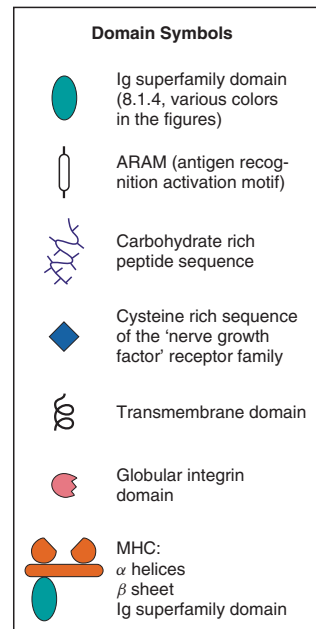 Domain Symbols
Ig superfamily domain
(8.1.4, various colors
in the figures)
ARAM (antigen recog-
nition activation motif)
Carbohydrate rich
peptide sequence
Cysteine rich sequence
of the ‘nerve growth
factor’ receptor family
Transmembrane domain
Globular integrin
domain
MHC:
α helices
β sheet
Ig superfamily domain